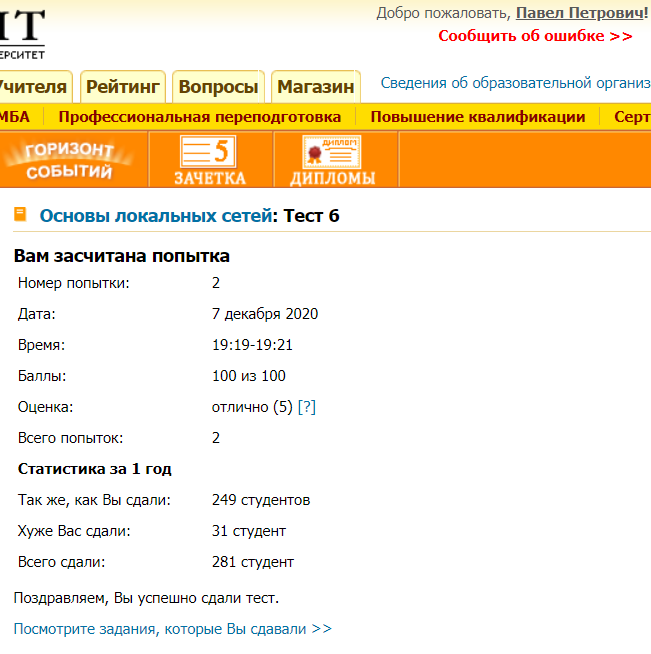 Добро пожаловать, Павел Петрович!
Сообщить об ошибке >>
Учителя Рейтинг Вопросы Магазин Сведения об образовательной
МБА Профессиональная переподготовка Повышение квалификации
ГОРИЗОНТ СОБЫТИЙ
5 ЗАЧЕТКА
ДИПЛОМ ДИПЛОМЫ
Основы локальных сетей: Тест 6
Вам засчитана попытка
Номер попытки: 2
Дата: 7 декабря 2020
Время: 19:19-19:21
Баллы: 100 из 100
Оценка: отлично (5) [?]
Всего попыток: 2
Статистика за 1 год
Так же, как Вы сдали: 249 студентов
Хуже Вас сдали: 31 студент
Всего сдали: 281 студент
Поздравляем, Вы успешно сдали тест.
Посмотрите задания, которые Вы сдавали >>